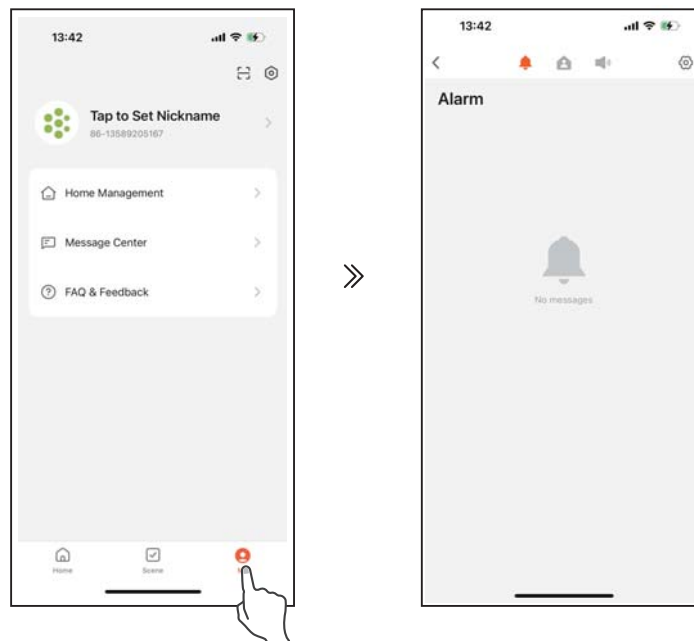 13:42
Tap to Set Nickname
86-13589205167
Home Management
Message Center
FAQ & Feedback
Home
Scene
13:42
Alarm
No messages